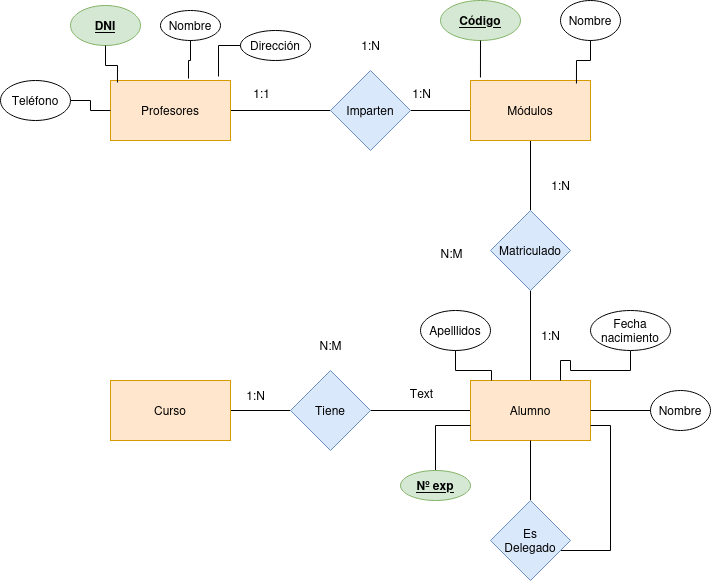 DNI
Nombre
Código
Nombre
Dirección
1:N
Teléfono
Profesores
1:1
Imparten
1:N
Módulos
1:N
N:M
Matriculado
Apelllidos
1:N
Fecha
nacimiento
N:M
Curso
1:N
Tiene
Text
Alumno
Nombre
Nº exp
Es
Delegado